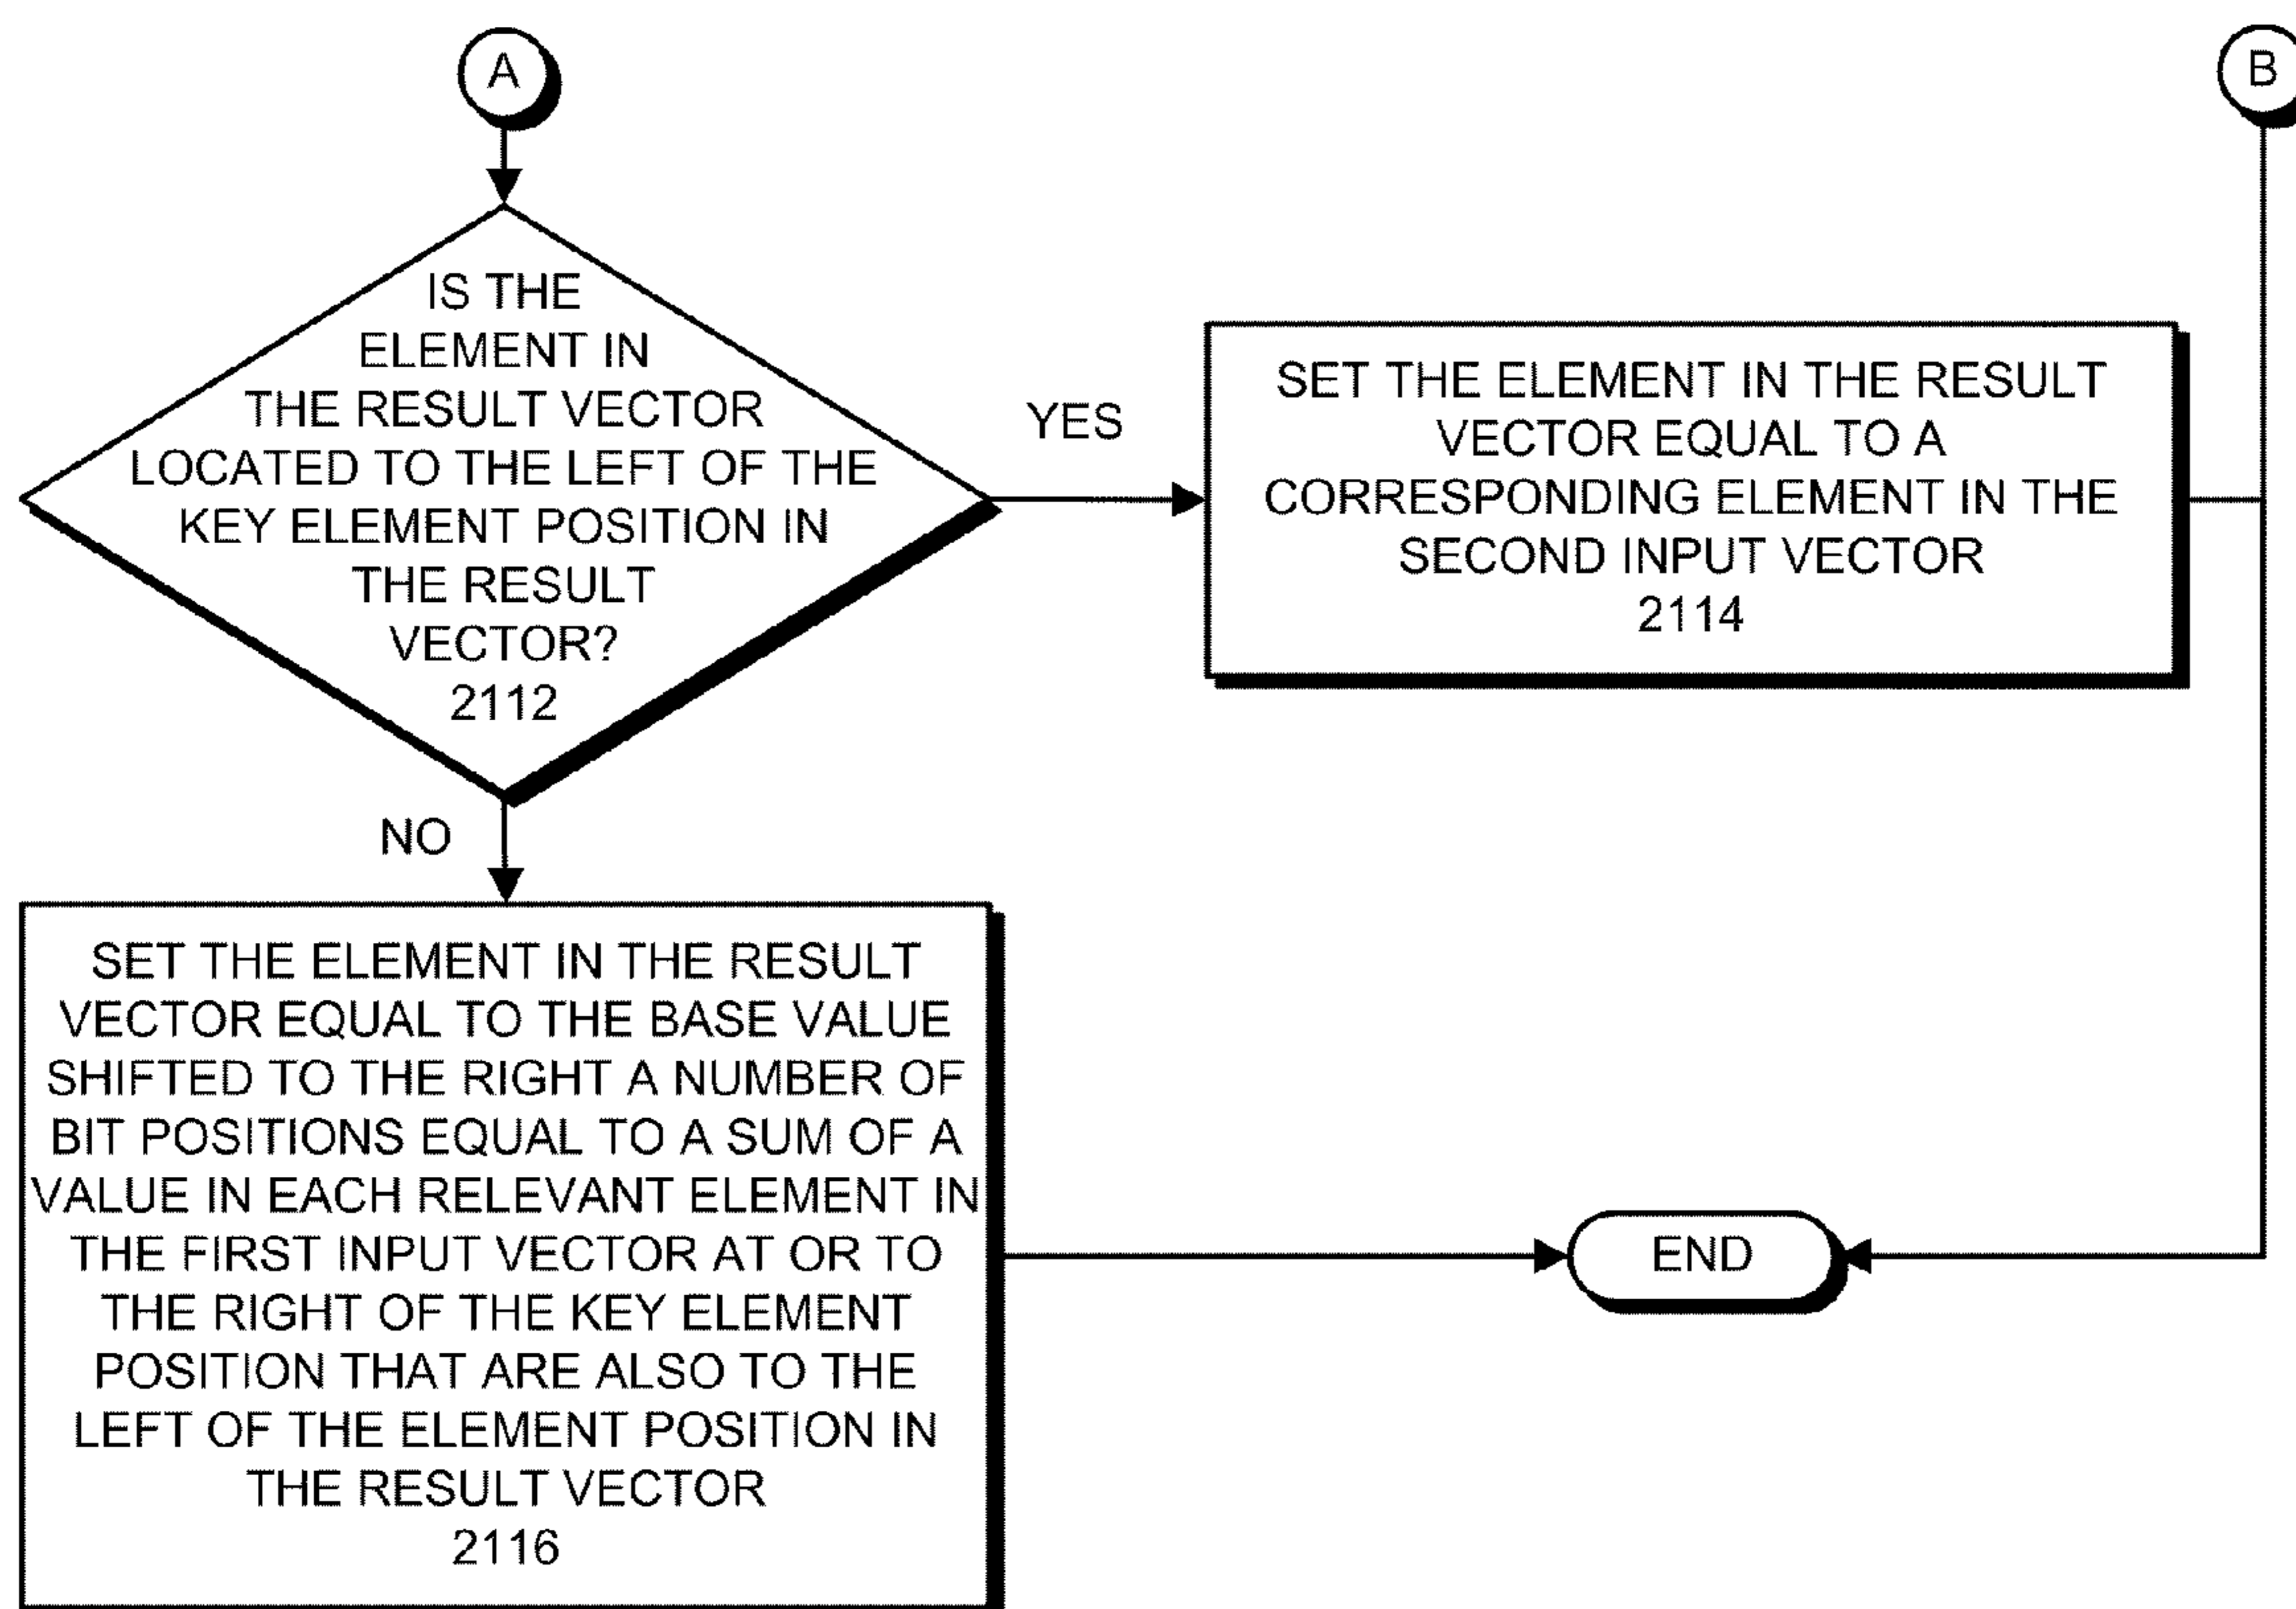 A
B
IS THE
ELEMENT IN
THE RESULT VECTOR
LOCATED TO THE LEFT OF THE
KEY ELEMENT POSITION IN
THE RESULT
VECTOR?
2112
YES
SET THE ELEMENT IN THE RESULT
VECTOR EQUAL TO A
CORRESPONDING ELEMENT IN THE
SECOND INPUT VECTOR
2114
NO
SET THE ELEMENT IN THE RESULT
VECTOR EQUAL TO THE BASE VALUE
SHIFTED TO THE RIGHT A NUMBER OF
BIT POSITIONS EQUAL TO A SUM OF A
VALUE IN EACH RELEVANT ELEMENT IN
THE FIRST INPUT VECTOR AT OR TO
THE RIGHT OF THE KEY ELEMENT
POSITION THAT ARE ALSO TO THE
LEFT OF THE ELEMENT POSITION IN
THE RESULT VECTOR
2116
END